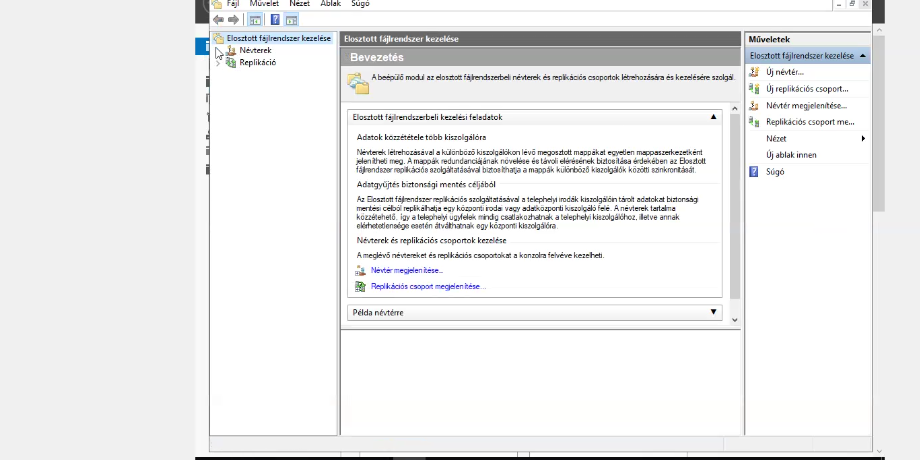 Fájl Művelet Nézet Ablak Súgó
Elosztott fájlrendszer kezelése
Névterek
Replikáció
Elosztott fájlrendszer kezelése
Bevezetés
A beépülő modul az elosztott fájlrendszerbeli névterek és replikációs csoportok létrehozására és kezelésére szolgál.
Elosztott fájlrendszerbeli kezelési feladatok
Adatok közzététele több kiszolgálóra
Névterek létrehozásával a különböző kiszolgálókon lévő megosztott mappákat egyetlen mappaszerkezetként
jelenítheti meg. A mappák redundanciájának növelése és távoli elérésének biztosítása érdekében az Elosztott
fájlrendszer replikációs szolgáltatásával biztosíthatja a mappák különböző kiszolgálók közötti szinkronitását.
Adatgyűjtés biztonsági mentés céljából
Az Elosztott fájlrendszer replikációs szolgáltatásával a telephelyi irodák kiszolgálóin tárolt adatokat biztonsági
mentési célból replikálhatja egy központi irodai vagy adatközponti kiszolgáló felé. A névterek tartalma
közzétehető, így a telephelyi ügyfelek mindig csatlakozhatnak a telephelyi kiszolgálóhoz, illetve annak
elérhetetlensége esetén átválthatnak egy központi kiszolgálóra.
Névterek és replikációs csoportok kezelése
A meglévő névtereket és replikációs csoportokat a konzolra felvéve kezelheti.
Névtér megjelenítése...
Replikációs csoport megjelenítése...
Példa névtérre
Műveletek
Elosztott fájlrendszer kezelése
Új névtér...
Új replikációs csoport...
Névtér megjelenítése...
Replikációs csoport me...
Nézet
Új ablak innen
Súgó